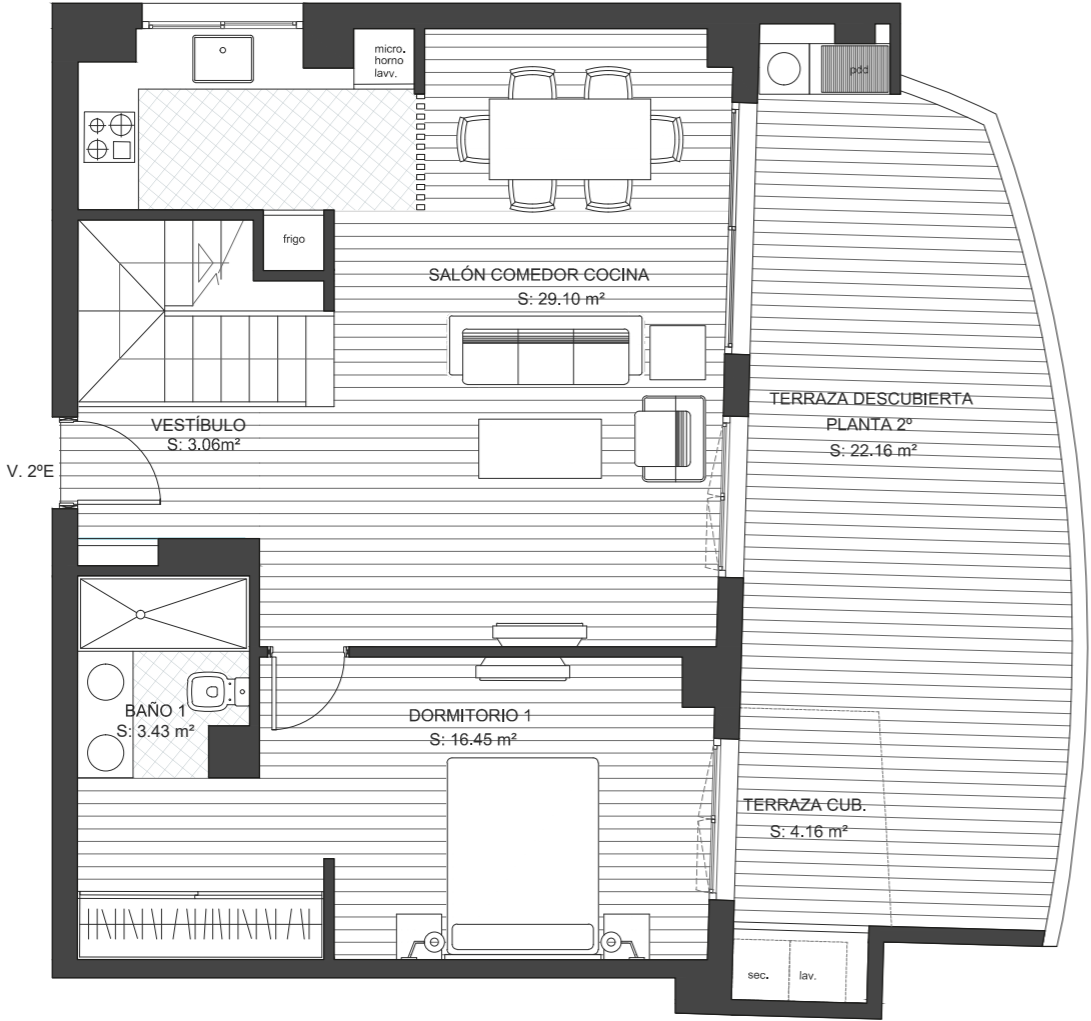 micro.
horno
lavv.
pdd
frigo
SALÓN COMEDOR COCINA
S: 29.10 m²
TERRAZA DESCUBIERTA
PLANTA 2º
S: 22.16 m²
VESTÍBULO
S: 3.06m²
V. 2ºE
BAÑO 1
S: 3.43 m²
DORMITORIO 1
S: 16.45 m²
TERRAZA CUB.
S: 4.16 m²
sec.
lav.